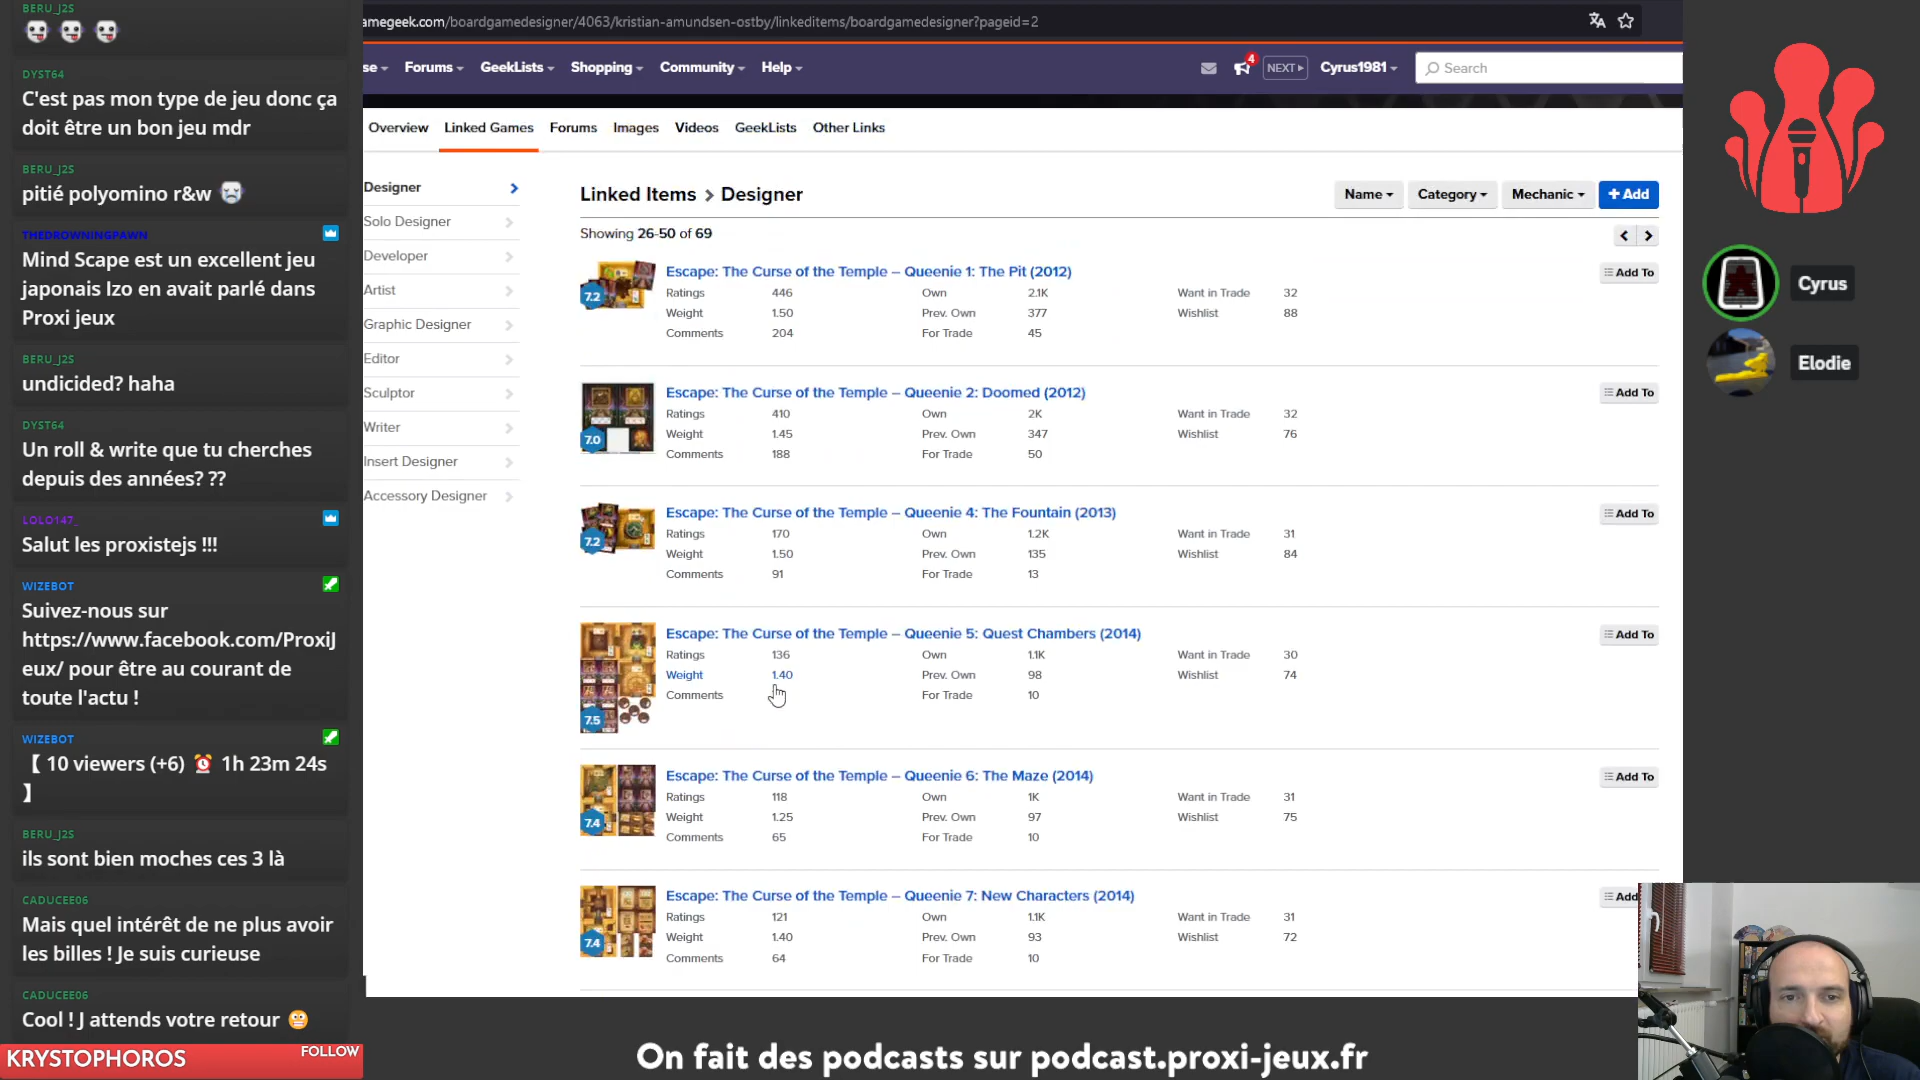 BERU_J2S
DYST64
C'est pas mon type de jeu donc ça
doit être un bon jeu mdr
BERU_J2S
pitié polyomino r&w
THEDROWNINGPAWN
Mind Scape est un excellent jeu
japonais Izo en avait parlé dans
Proxi jeux
BERU_J2S
undicided? haha
DYST64
Un roll & write que tu cherches
depuis des années? ??
LOLO147_
Salut les proxistejs !!!
WIZEBOT
Suivez-nous sur
https://www.facebook.com/ProxiJ
eux/ pour être au courant de
toute l'actu !
WIZEBOT
【 10 viewers (+6) ⏰ 1h 23m 24s
】
BERU_J2S
ils sont bien moches ces 3 là
CADUCEE06
Mais quel intérêt de ne plus avoir
les billes ! Je suis curieuse
CADUCEE06
Cool ! J attends votre retour 😬
KRYSTOPHOROS FOLLOW
amegeek.com/boardgamedesigner/4063/kristian-amundsen-ostby/linkeditems/boardgamedesigner?pageid=2
se Forums GeekLists Shopping Community Help 4 NEXT Cyrus1981 Search
Overview Linked Games Forums Images Videos GeekLists Other Links
Designer
Solo Designer
Developer
Artist
Graphic Designer
Editor
Sculptor
Writer
Insert Designer
Accessory Designer
Linked Items > Designer Name Category Mechanic + Add
Showing 26-50 of 69
Escape: The Curse of the Temple – Queenie 1: The Pit (2012) Add To
7.2
Ratings 446 Own 2.1K Want in Trade 32
Weight 1.50 Prev. Own 377 Wishlist 88
Comments 204 For Trade 45
Escape: The Curse of the Temple – Queenie 2: Doomed (2012) Add To
7.0
Ratings 410 Own 2K Want in Trade 32
Weight 1.45 Prev. Own 347 Wishlist 76
Comments 188 For Trade 50
Escape: The Curse of the Temple – Queenie 4: The Fountain (2013) Add To
7.2
Ratings 170 Own 1.2K Want in Trade 31
Weight 1.50 Prev. Own 135 Wishlist 84
Comments 91 For Trade 13
Escape: The Curse of the Temple – Queenie 5: Quest Chambers (2014) Add To
7.5
Ratings 136 Own 1.1K Want in Trade 30
Weight 1.40 Prev. Own 98 Wishlist 74
Comments For Trade 10
Escape: The Curse of the Temple – Queenie 6: The Maze (2014) Add To
7.4
Ratings 118 Own 1K Want in Trade 31
Weight 1.25 Prev. Own 97 Wishlist 75
Comments 65 For Trade 10
Escape: The Curse of the Temple – Queenie 7: New Characters (2014) Add
7.4
Ratings 121 Own 1.1K Want in Trade 31
Weight 1.40 Prev. Own 93 Wishlist 72
Comments 64 For Trade 10
Cyrus
Elodie
On fait des podcasts sur podcast.proxi-jeux.fr